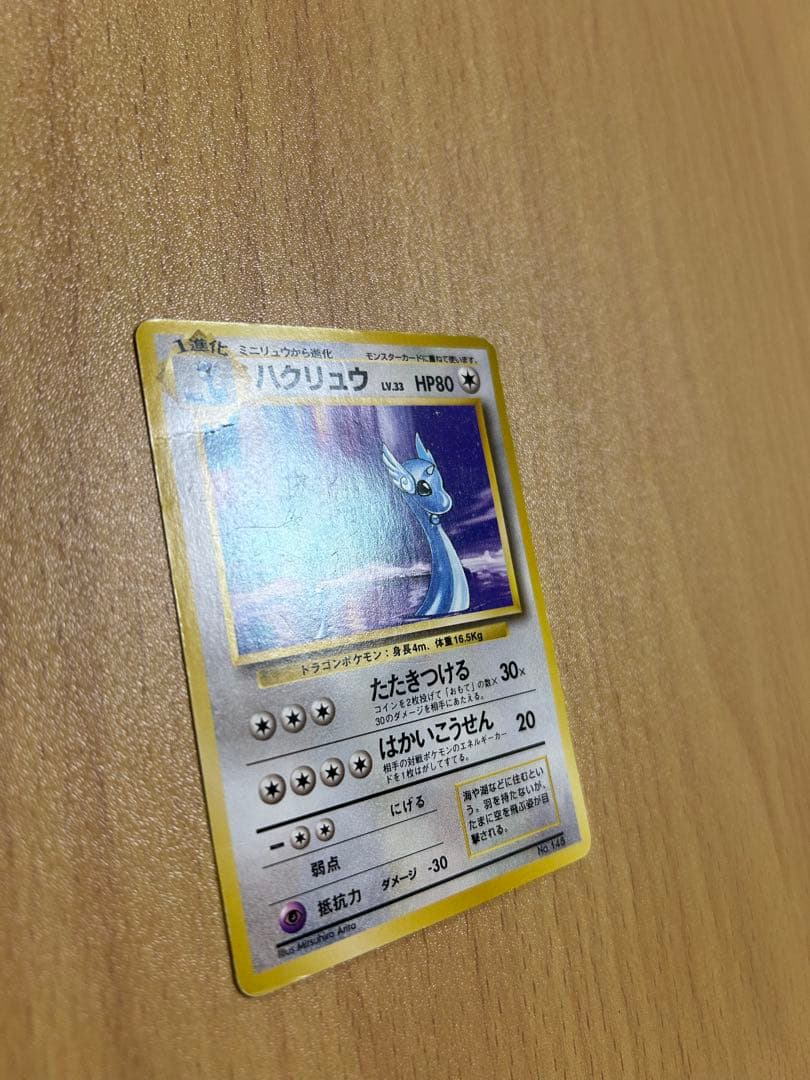 1進化 ミニリュウから進化 モンスターカードに重ねて使います。
ハクリュウ LV.33 HP80
ドラゴンポケモン：身長4m、体重16.5Kg
たたきつける 30×
コインを2枚投げて「おもて」の数×
30のダメージを相手にあたえる。
はかいこうせん 20
相手の対戦ポケモンのエネルギーカー
ドを1枚はがしてすてる。
にげる
弱点
抵抗力 ダメージ -30
海や湖などに住むとい
う。羽を持たないが、
たまに空を飛ぶ姿が目
撃される。
Illus. Mitsuhiro Arita
No.148